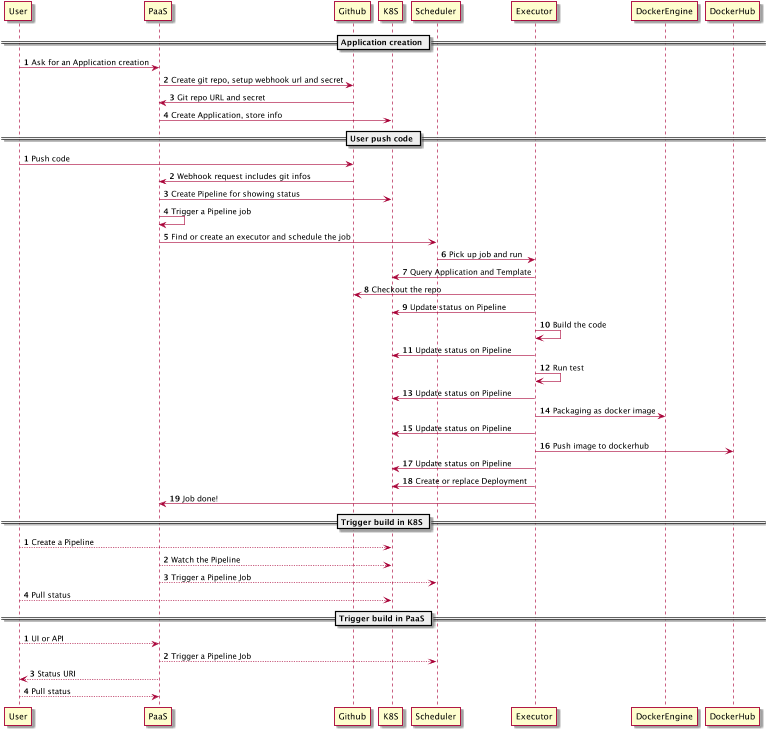 User PaaS Github K8S Scheduler Executor DockerEngine DockerHub
Application creation
1 Ask for an Application creation
2 Create git repo, setup webhook url and secret
3 Git repo URL and secret
4 Create Application, store info
User push code
1 Push code
2 Webhook request includes git infos
3 Create Pipeline for showing status
4 Trigger a Pipeline job
5 Find or create an executor and schedule the job
6 Pick up job and run
7 Query Application and Template
8 Checkout the repo
9 Update status on Pipeline
10 Build the code
11 Update status on Pipeline
12 Run test
13 Update status on Pipeline
14 Packaging as docker image
15 Update status on Pipeline
16 Push image to dockerhub
17 Update status on Pipeline
18 Create or replace Deployment
19 Job done!
Trigger build in K8S
1 Create a Pipeline
2 Watch the Pipeline
3 Trigger a Pipeline Job
4 Pull status
Trigger build in PaaS
1 UI or API
2 Trigger a Pipeline Job
3 Status URI
4 Pull status
User PaaS Github K8S Scheduler Executor DockerEngine DockerHub